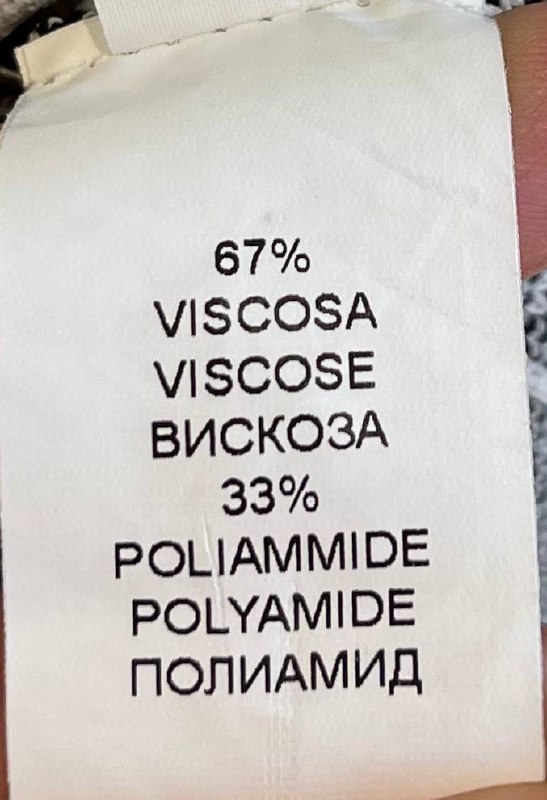 67%
VISCOSA
VISCOSE
ВИСКОЗА
33%
POLIAMMIDE
POLYAMIDE
ПОЛИАМИД